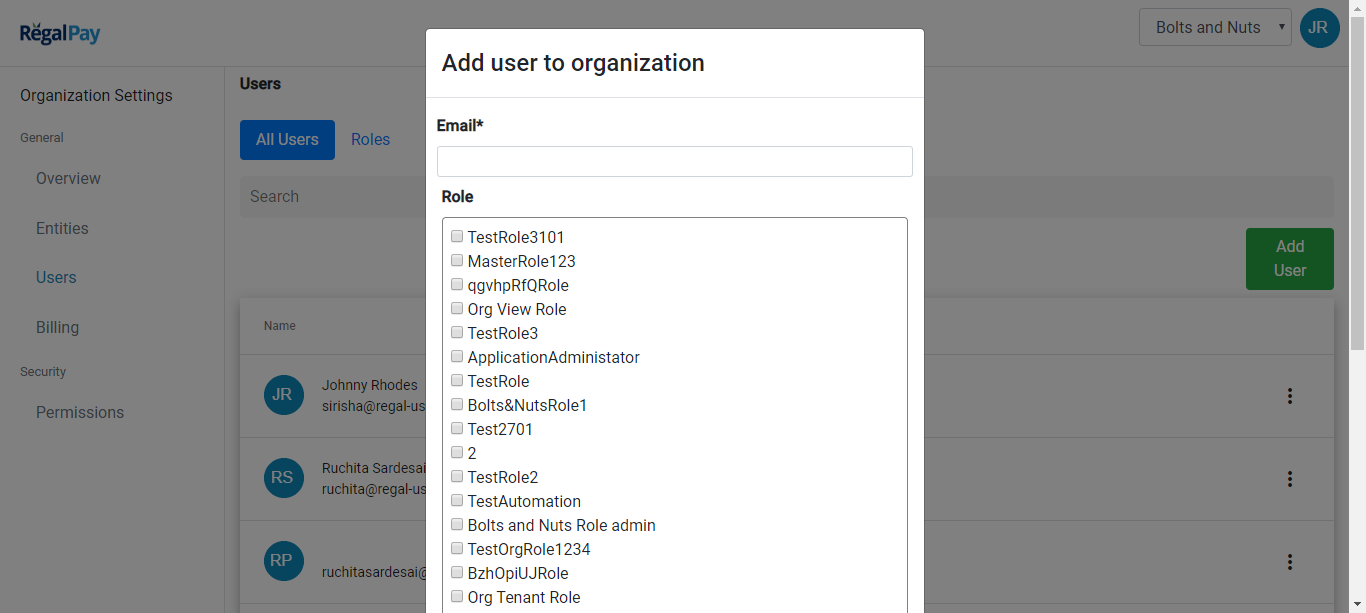 RegalPay
Bolts and Nuts
JR
Organization Settings
General
Overview
Entities
Users
Billing
Security
Permissions
Users
All Users
Roles
Search
Add
User
Name
JR
Johnny Rhodes
sirisha@regal-us
RS
Ruchita Sardesai
ruchita@regal-us
RP
ruchitasardesai@
Add user to organization
Email*
Role
TestRole3101
MasterRole123
qgvhpRfQRole
Org View Role
TestRole3
ApplicationAdministator
TestRole
Bolts&NutsRole1
Test2701
2
TestRole2
TestAutomation
Bolts and Nuts Role admin
TestOrgRole1234
BzhOpiUJRole
Org Tenant Role